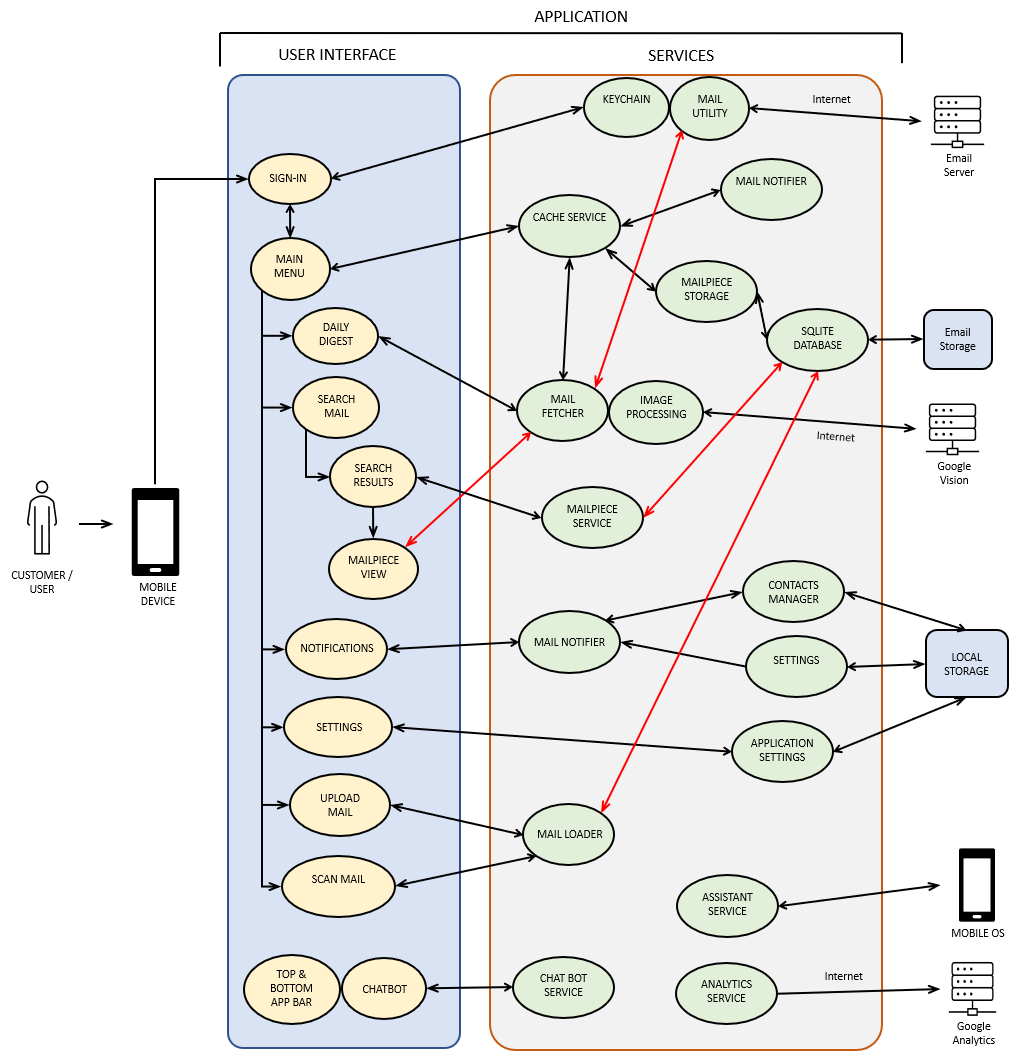 APPLICATION
USER INTERFACE
SERVICES
KEYCHAIN
MAIL
UTILITY
Internet
Email
Server
SIGN-IN
MAIL NOTIFIER
CACHE SERVICE
MAIN
MENU
MAILPIECE
STORAGE
DAILY
DIGEST
SQLITE
DATABASE
Email
Storage
SEARCH
MAIL
MAIL
FETCHER
IMAGE
PROCESSING
Internet
Google
Vision
SEARCH
RESULTS
MAILPIECE
SERVICE
MAILPIECE
VIEW
CUSTOMER /
USER
MOBILE
DEVICE
CONTACTS
MANAGER
NOTIFICATIONS
MAIL NOTIFIER
SETTINGS
LOCAL
STORAGE
SETTINGS
APPLICATION
SETTINGS
UPLOAD
MAIL
MAIL LOADER
SCAN MAIL
ASSISTANT
SERVICE
MOBILE OS
TOP &
BOTTOM
APP BAR
CHATBOT
CHAT BOT
SERVICE
ANALYTICS
SERVICE
Internet
Google
Analytics